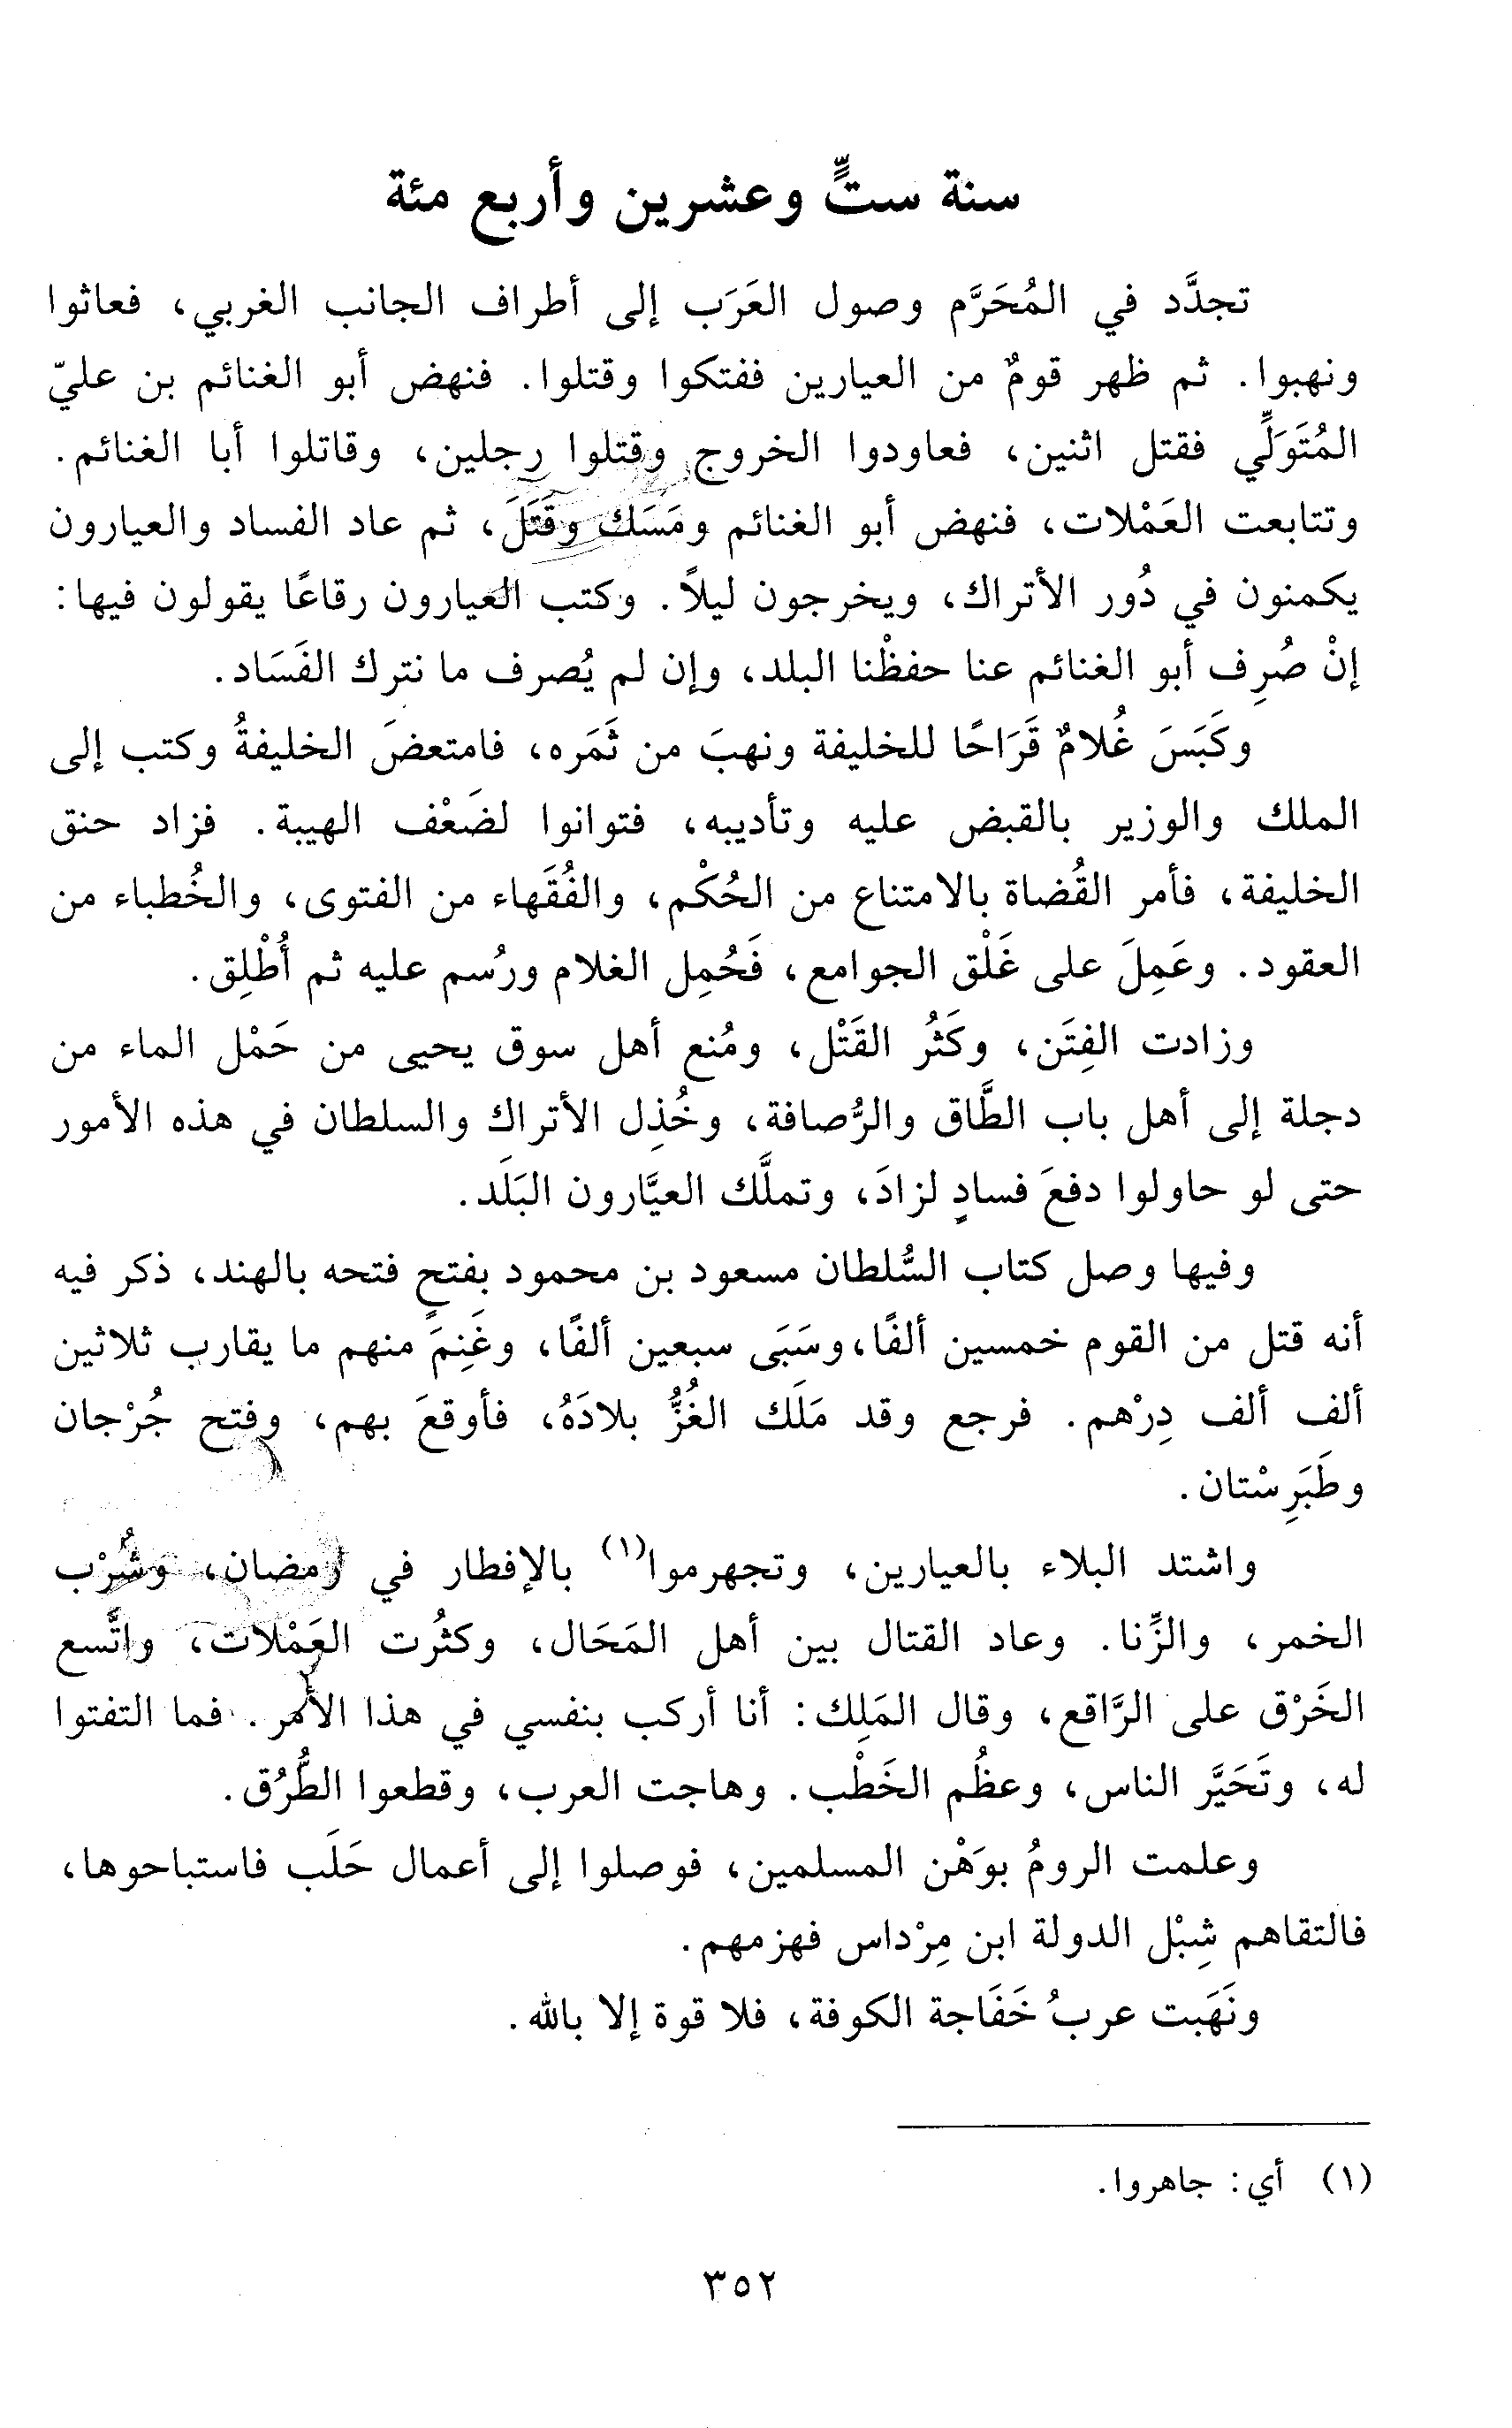 سنة ستٍّ وعشرين وأربع مئة
تجدَّد في المُحَرَّم وصول العَرَب إلى أطراف الجانب الغربي، فعاثوا
ونهبوا. ثم ظهر قومٌ من العيارين ففتكوا وقتلوا. فنهض أبو الغنائم بن عليّ
المُتَوَلِّي فقتل اثنين، فعاودوا الخروج وقتلوا رجلين، وقاتلوا أبا الغنائم.
وتتابعت العَمْلات، فنهض أبو الغنائم ومَسَك وقَتَلَ، ثم عاد الفساد والعيارون
يكمنون في دُور الأتراك، ويخرجون ليلاً. وكتب العيارون رقاعًا يقولون فيها:
إنْ صُرِف أبو الغنائم عنا حفظْنا البلد، وإن لم يُصرف ما نترك الفَسَاد.
وكَبَسَ غُلامٌ قَرَاحًا للخليفة ونهبَ من ثَمَره، فامتعضَ الخليفةُ وكتب إلى
الملك والوزير بالقبض عليه وتأديبه، فتوانوا لضَعْف الهيبة. فزاد حنق
الخليفة، فأمر القُضاة بالامتناع من الحُكْم، والفُقَهاء من الفتوى، والخُطباء من
العقود. وعَمِلَ على غَلْق الجوامع، فَحُمِل الغلام ورُسم عليه ثم أُطْلِق.
وزادت الفِتَن، وكَثُر القَتْل، ومُنع أهل سوق يحيى من حَمْل الماء من
دجلة إلى أهل باب الطَّاق والرُّصافة، وخُذِل الأتراك والسلطان في هذه الأمور
حتى لو حاولوا دفعَ فسادٍ لزادَ، وتملَّك العيَّارون البَلَد.
وفيها وصل كتاب السُّلطان مسعود بن محمود بفتحٍ فتحه بالهند، ذكر فيه
أنه قتل من القوم خمسين ألفًا،وسَبَى سبعين ألفًا، وغَنِمَ منهم ما يقارب ثلاثين
ألف ألف دِرْهم. فرجع وقد مَلَك الغُزُّ بلادَهُ، فأوقعَ بهم، وفتح جُرْجان
وطَبَرِسْتان.
واشتد البلاء بالعيارين، وتجهرموا(١) بالإفطار في رمضان، وشُرْب
الخمر، والزِّنا. وعاد القتال بين أهل المَحَال، وكثُرت العَمْلات، واتَّسع
الخَرْق على الرَّاقع، وقال المَلِك: أنا أركب بنفسي في هذا الأمر. فما التفتوا
له، وتَحَيَّر الناس، وعظُم الخَطْب. وهاجت العرب، وقطعوا الطُّرُق.
وعلمت الرومُ بوَهْن المسلمين، فوصلوا إلى أعمال حَلَب فاستباحوها،
فالتقاهم شِبْل الدولة ابن مِرْداس فهزمهم.
ونَهَبت عربُ خَفَاجة الكوفة، فلا قوة إلا بالله.
(١) أي: جاهروا.
٣٥٢